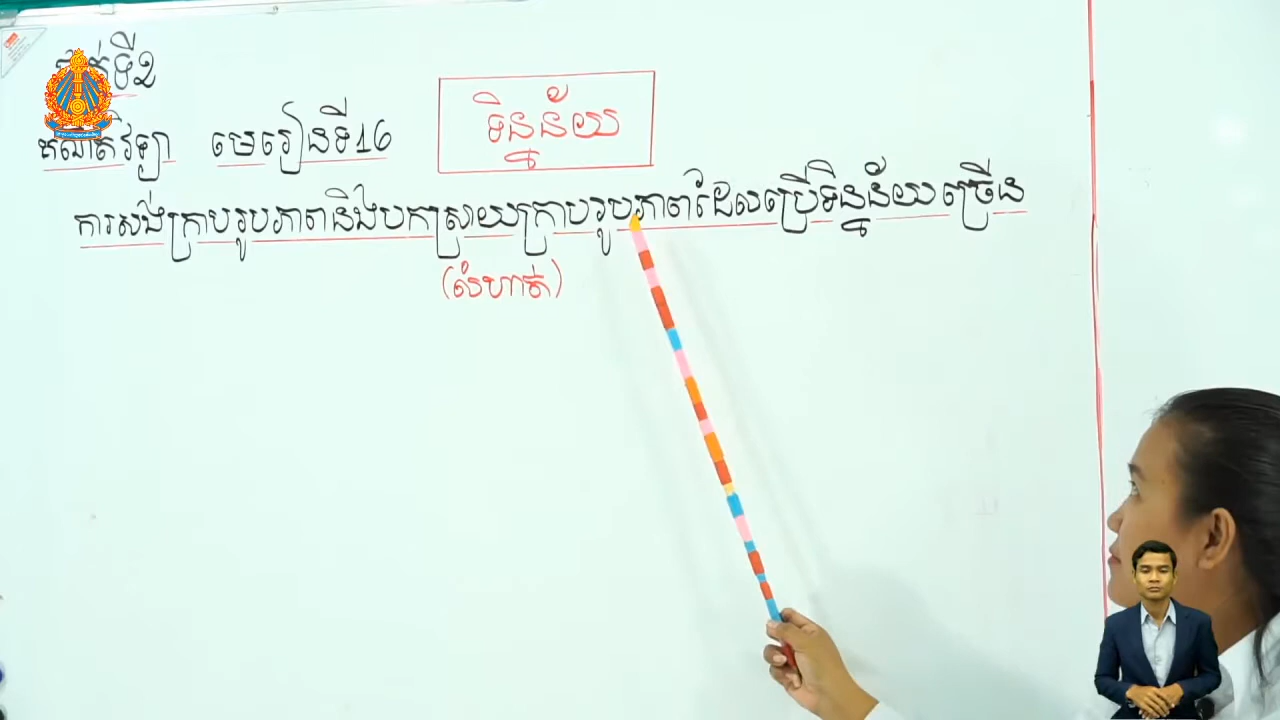 ថ្នាក់ទី២
គណិតវិទ្យា មេរៀនទី16 ទិន្នន័យ
ការសង់ក្រាបរូបភាពនិងបកស្រាយក្រាបរូបភាពដែលប្រើទិន្នន័យច្រើន
(លំហាត់)